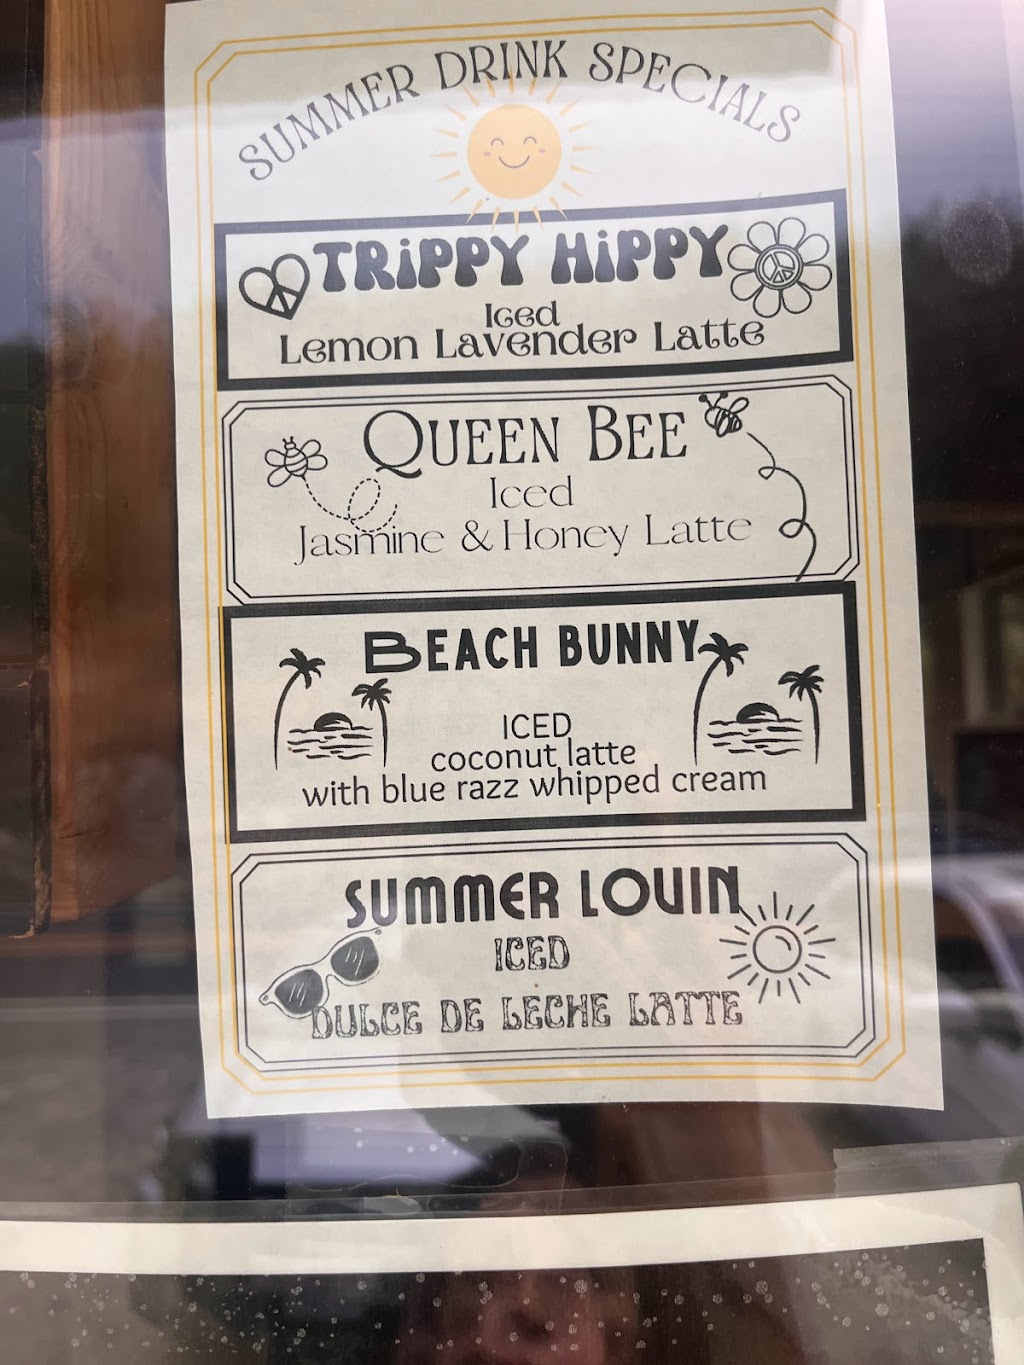 SUMMER DRINK SPECIALS
TRiPPY HiPPY
Iced
Lemon Lavender Latte
QUEEN BEE
Iced
Jasmine & Honey Latte
BEACH BUNNY
ICED
coconut latte
with blue razz whipped cream
SUMMER LOVIN
ICED
DULCE DE LECHE LATTE